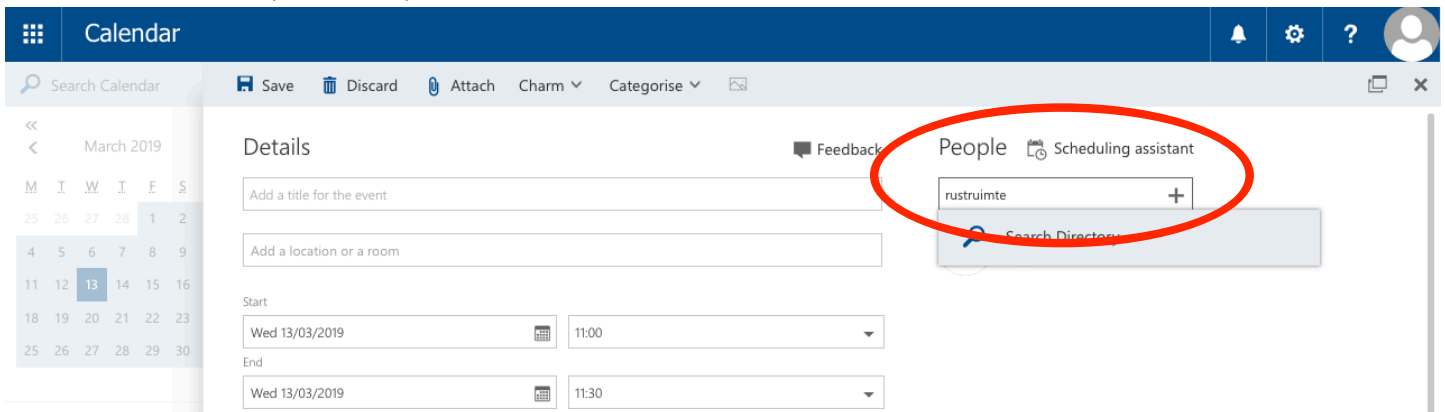 Calendar
?
Search Calendar
Save Discard Attach Charm Categorise
March 2019
M T W T F S
25 26 27 28 1 2
4 5 6 7 8 9
11 12 13 14 15 16
18 19 20 21 22 23
25 26 27 28 29 30
Details
Feedback
Add a title for the event
Add a location or a room
Start
Wed 13/03/2019 11:00
End
Wed 13/03/2019 11:30
People Scheduling assistant
rustruimte
Search Directory